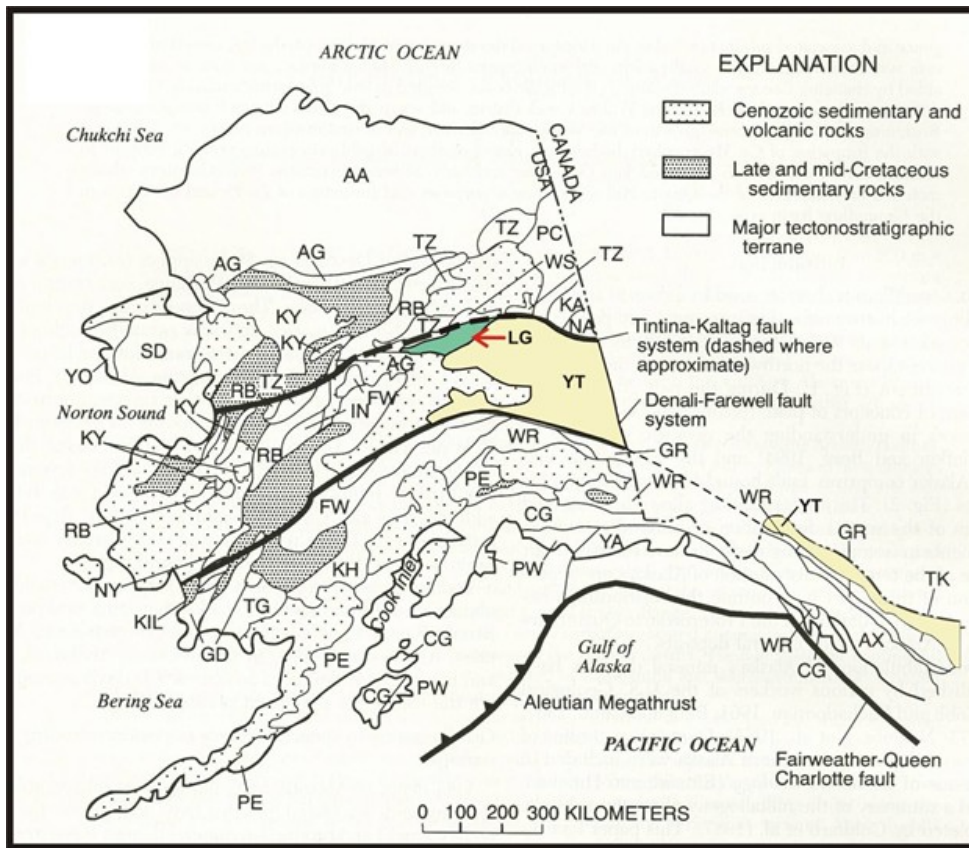 ARCTIC OCEAN
EXPLANATION
Cenozoic sedimentary and
volcanic rocks
Late and mid-Cretaceous
sedimentary rocks
Major tectonostratigraphic
terrane
Chukchi Sea
CANADA
USA
AA
TZ
TZ
PC
WS
TZ
AG
AG
RB
TZ
KA
NA
KY
KY
LG
Tintina-Kaltag fault
system (dashed where
approximate)
SD
YO
RB
TZ
AG
FW
YT
KY
IN
Norton Sound
Denali-Farewell fault
system
KY
RB
WR
GR
PE
WR
WR
YT
RB
FW
CG
GR
NY
KH
PW
YA
TK
KIL
TG
Cook Inlet
GD
PE
CG
WR
AX
CG
Gulf of
Alaska
Bering Sea
CG
PW
Aleutian Megathrust
PACIFIC OCEAN
Fairweather-Queen
Charlotte fault
PE
0 100 200 300 KILOMETERS